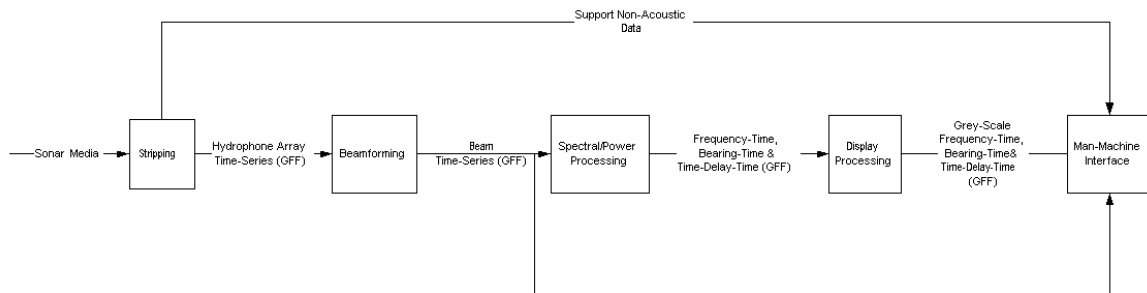 Support Non-Acoustic
Data
Sonar Media
Stripping
Hydrophone Array
Time-Series (GFF)
Beamforming
Beam
Time-Series (GFF)
Spectral/Power
Processing
Frequency-Time,
Bearing-Time &
Time-Delay-Time (GFF)
Display
Processing
Grey-Scale
Frequency-Time,
Bearing-Time&
Time-Delay-Time
(GFF)
Man-Machine
Interface